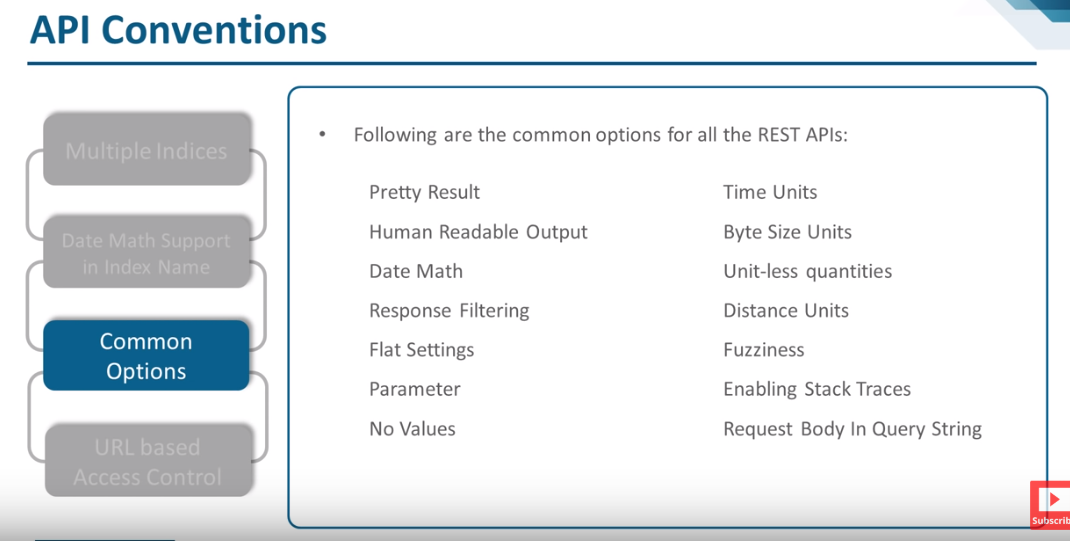 API Conventions
Multiple Indices
Date Math Support
in Index Name
Common
Options
URL based
Access Control
• Following are the common options for all the REST APIs:
Pretty Result
Human Readable Output
Date Math
Response Filtering
Flat Settings
Parameter
No Values
Time Units
Byte Size Units
Unit-less quantities
Distance Units
Fuzziness
Enabling Stack Traces
Request Body In Query String
Subscrib